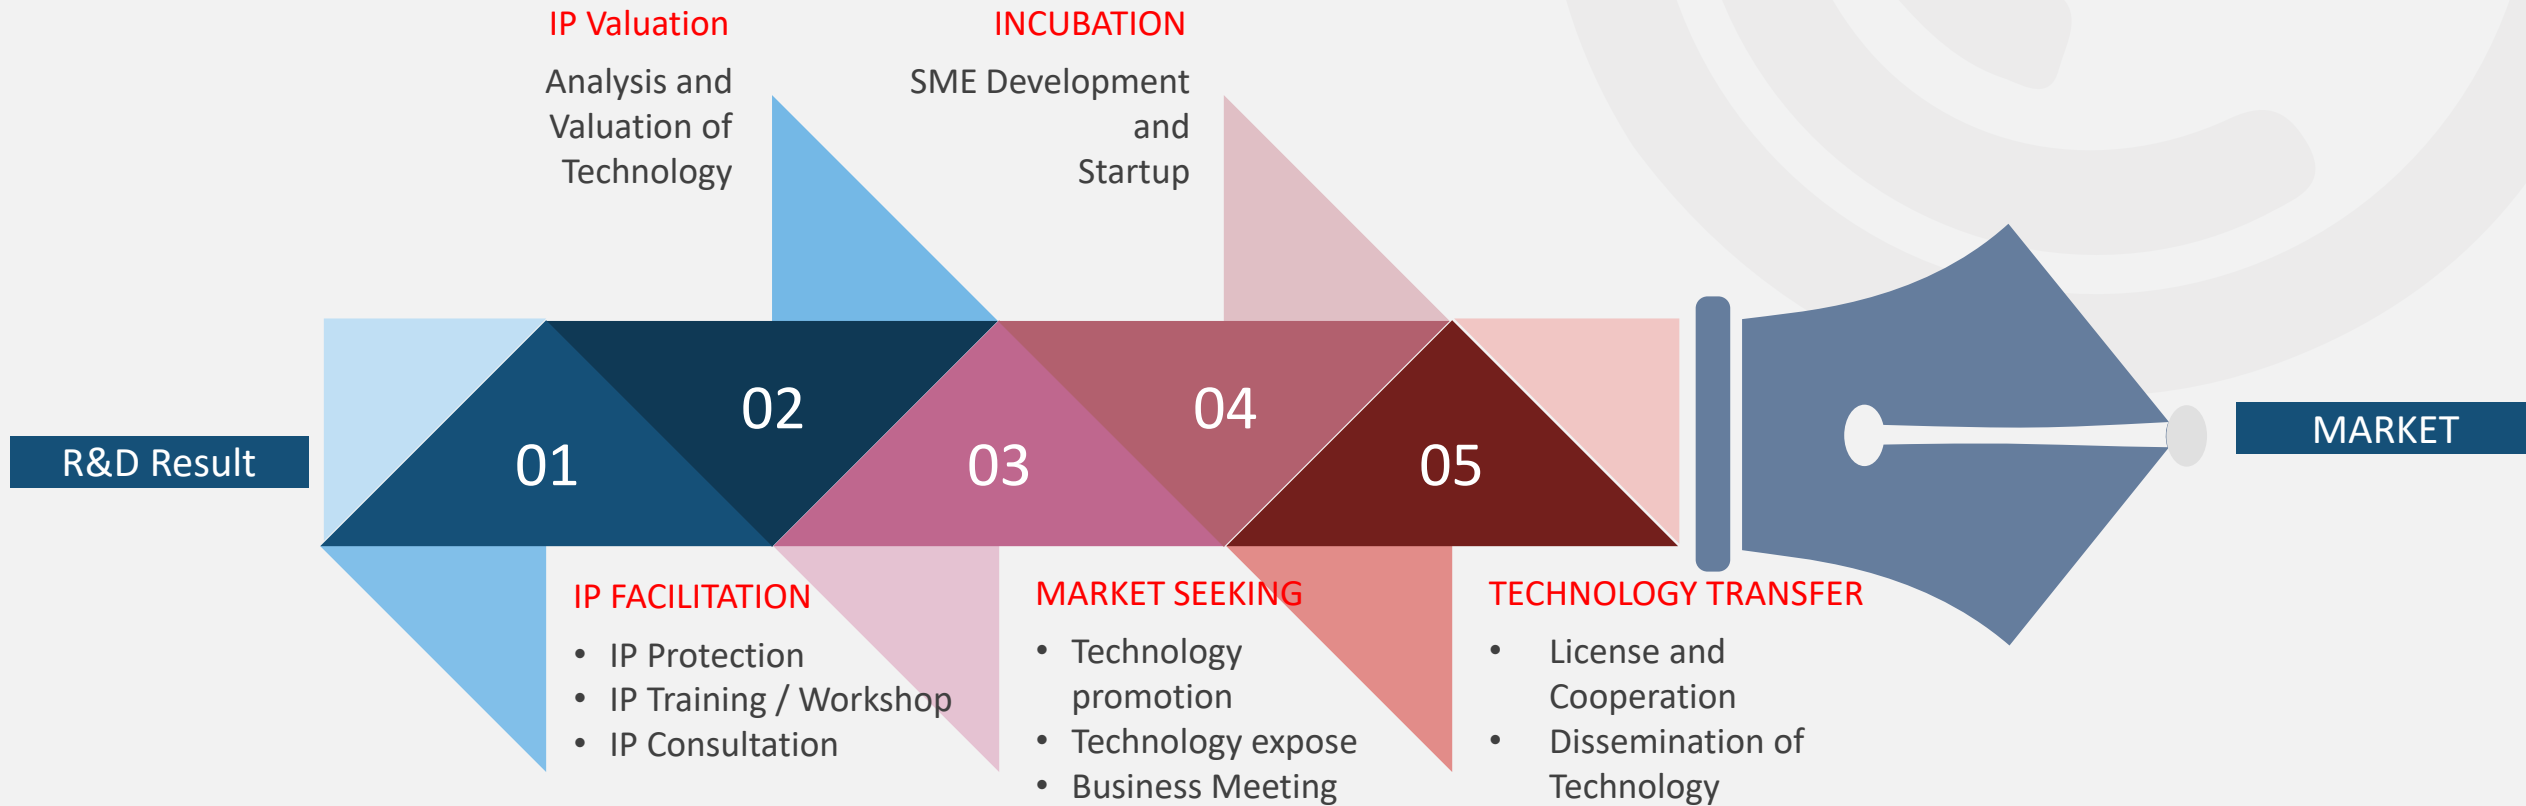 IP Valuation
Analysis and
Valuation of
Technology
INCUBATION
SME Development
and
Startup
R&D Result
01
02
03
04
05
MARKET
IP FACILITATION
• IP Protection
• IP Training / Workshop
• IP Consultation
MARKET SEEKING
• Technology
promotion
• Technology expose
• Business Meeting
TECHNOLOGY TRANSFER
• License and
Cooperation
• Dissemination of
Technology